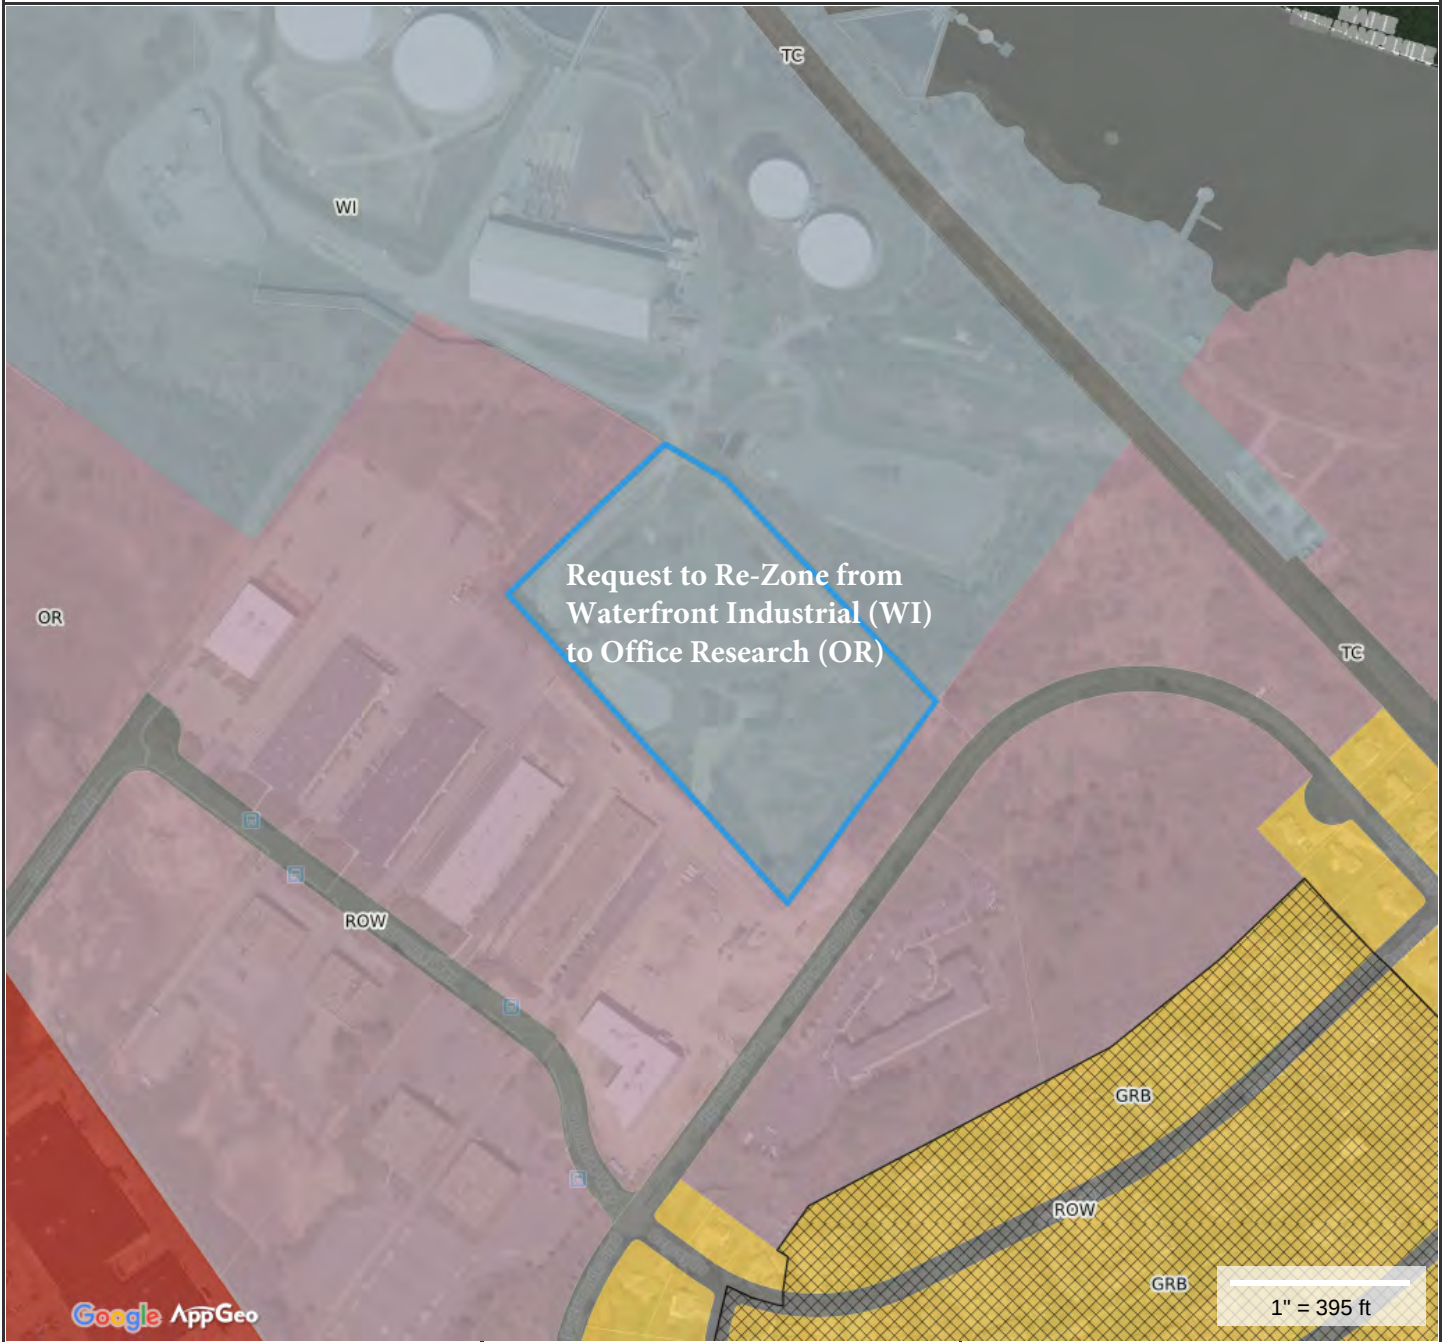 TC
WI
Request to Re-Zone from
Waterfront Industrial (WI)
to Office Research (OR)
OR
TC
ROW
GRB
ROW
GRB
Google AppGeo
1" = 395 ft